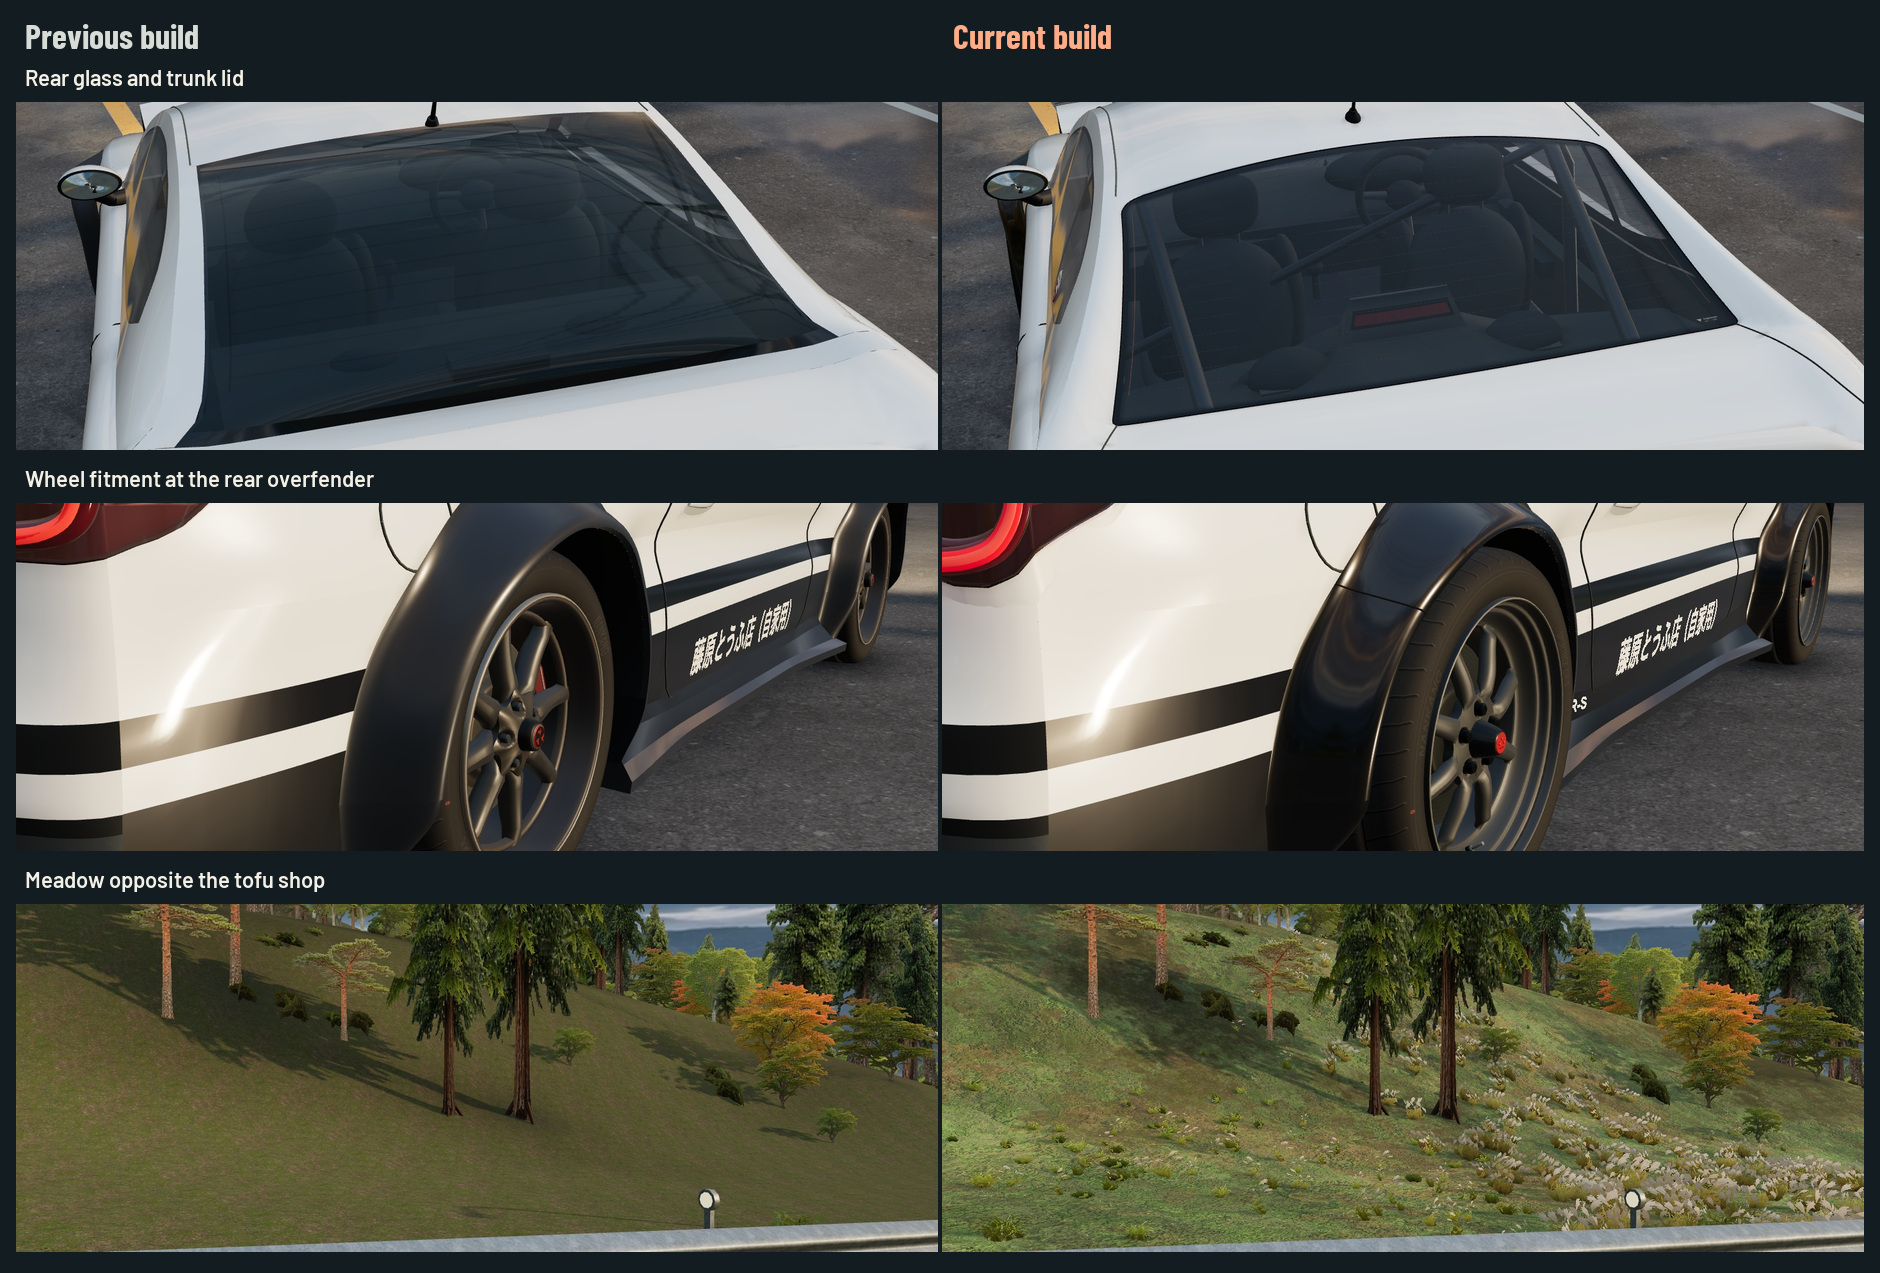 Previous build
Current build
Rear glass and trunk lid
Wheel fitment at the rear overfender
藤原とうふ店(自家用)
藤原とうふ店(自家用)
R-S
Meadow opposite the tofu shop